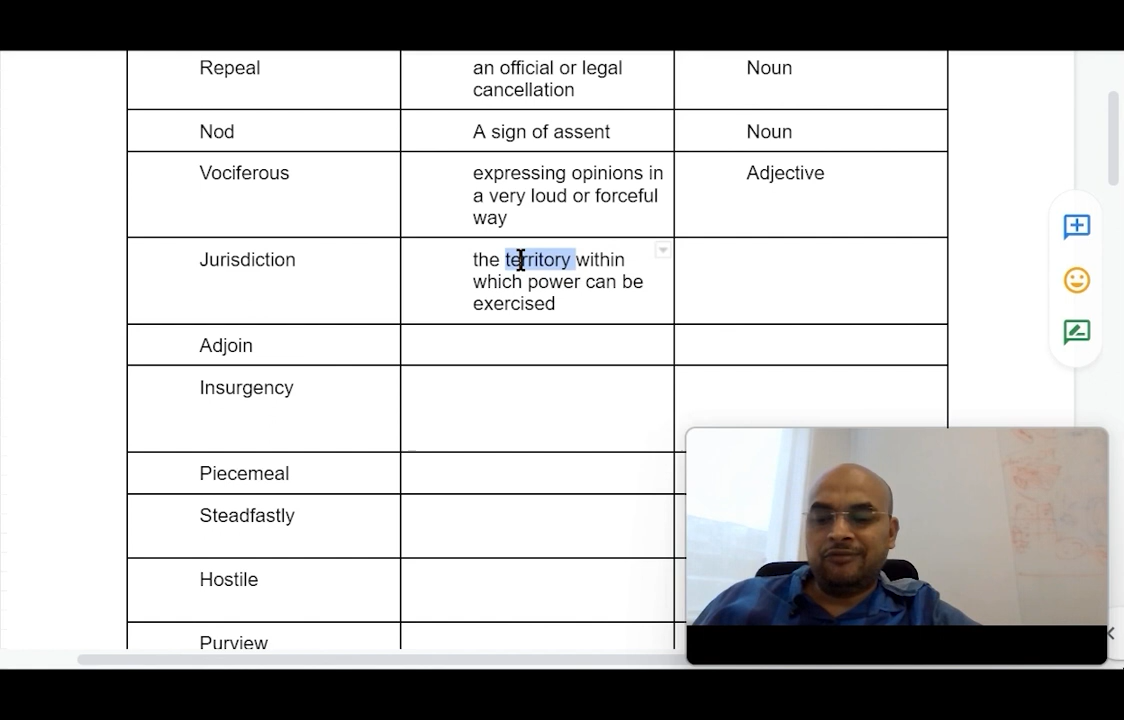 Repeal
an official or legal
cancellation
Noun
Nod
A sign of assent
Noun
Vociferous
expressing opinions in
a very loud or forceful
way
Adjective
Jurisdiction
the territory within
which power can be
exercised
Adjoin
Insurgency
Piecemeal
Steadfastly
Hostile
Purview